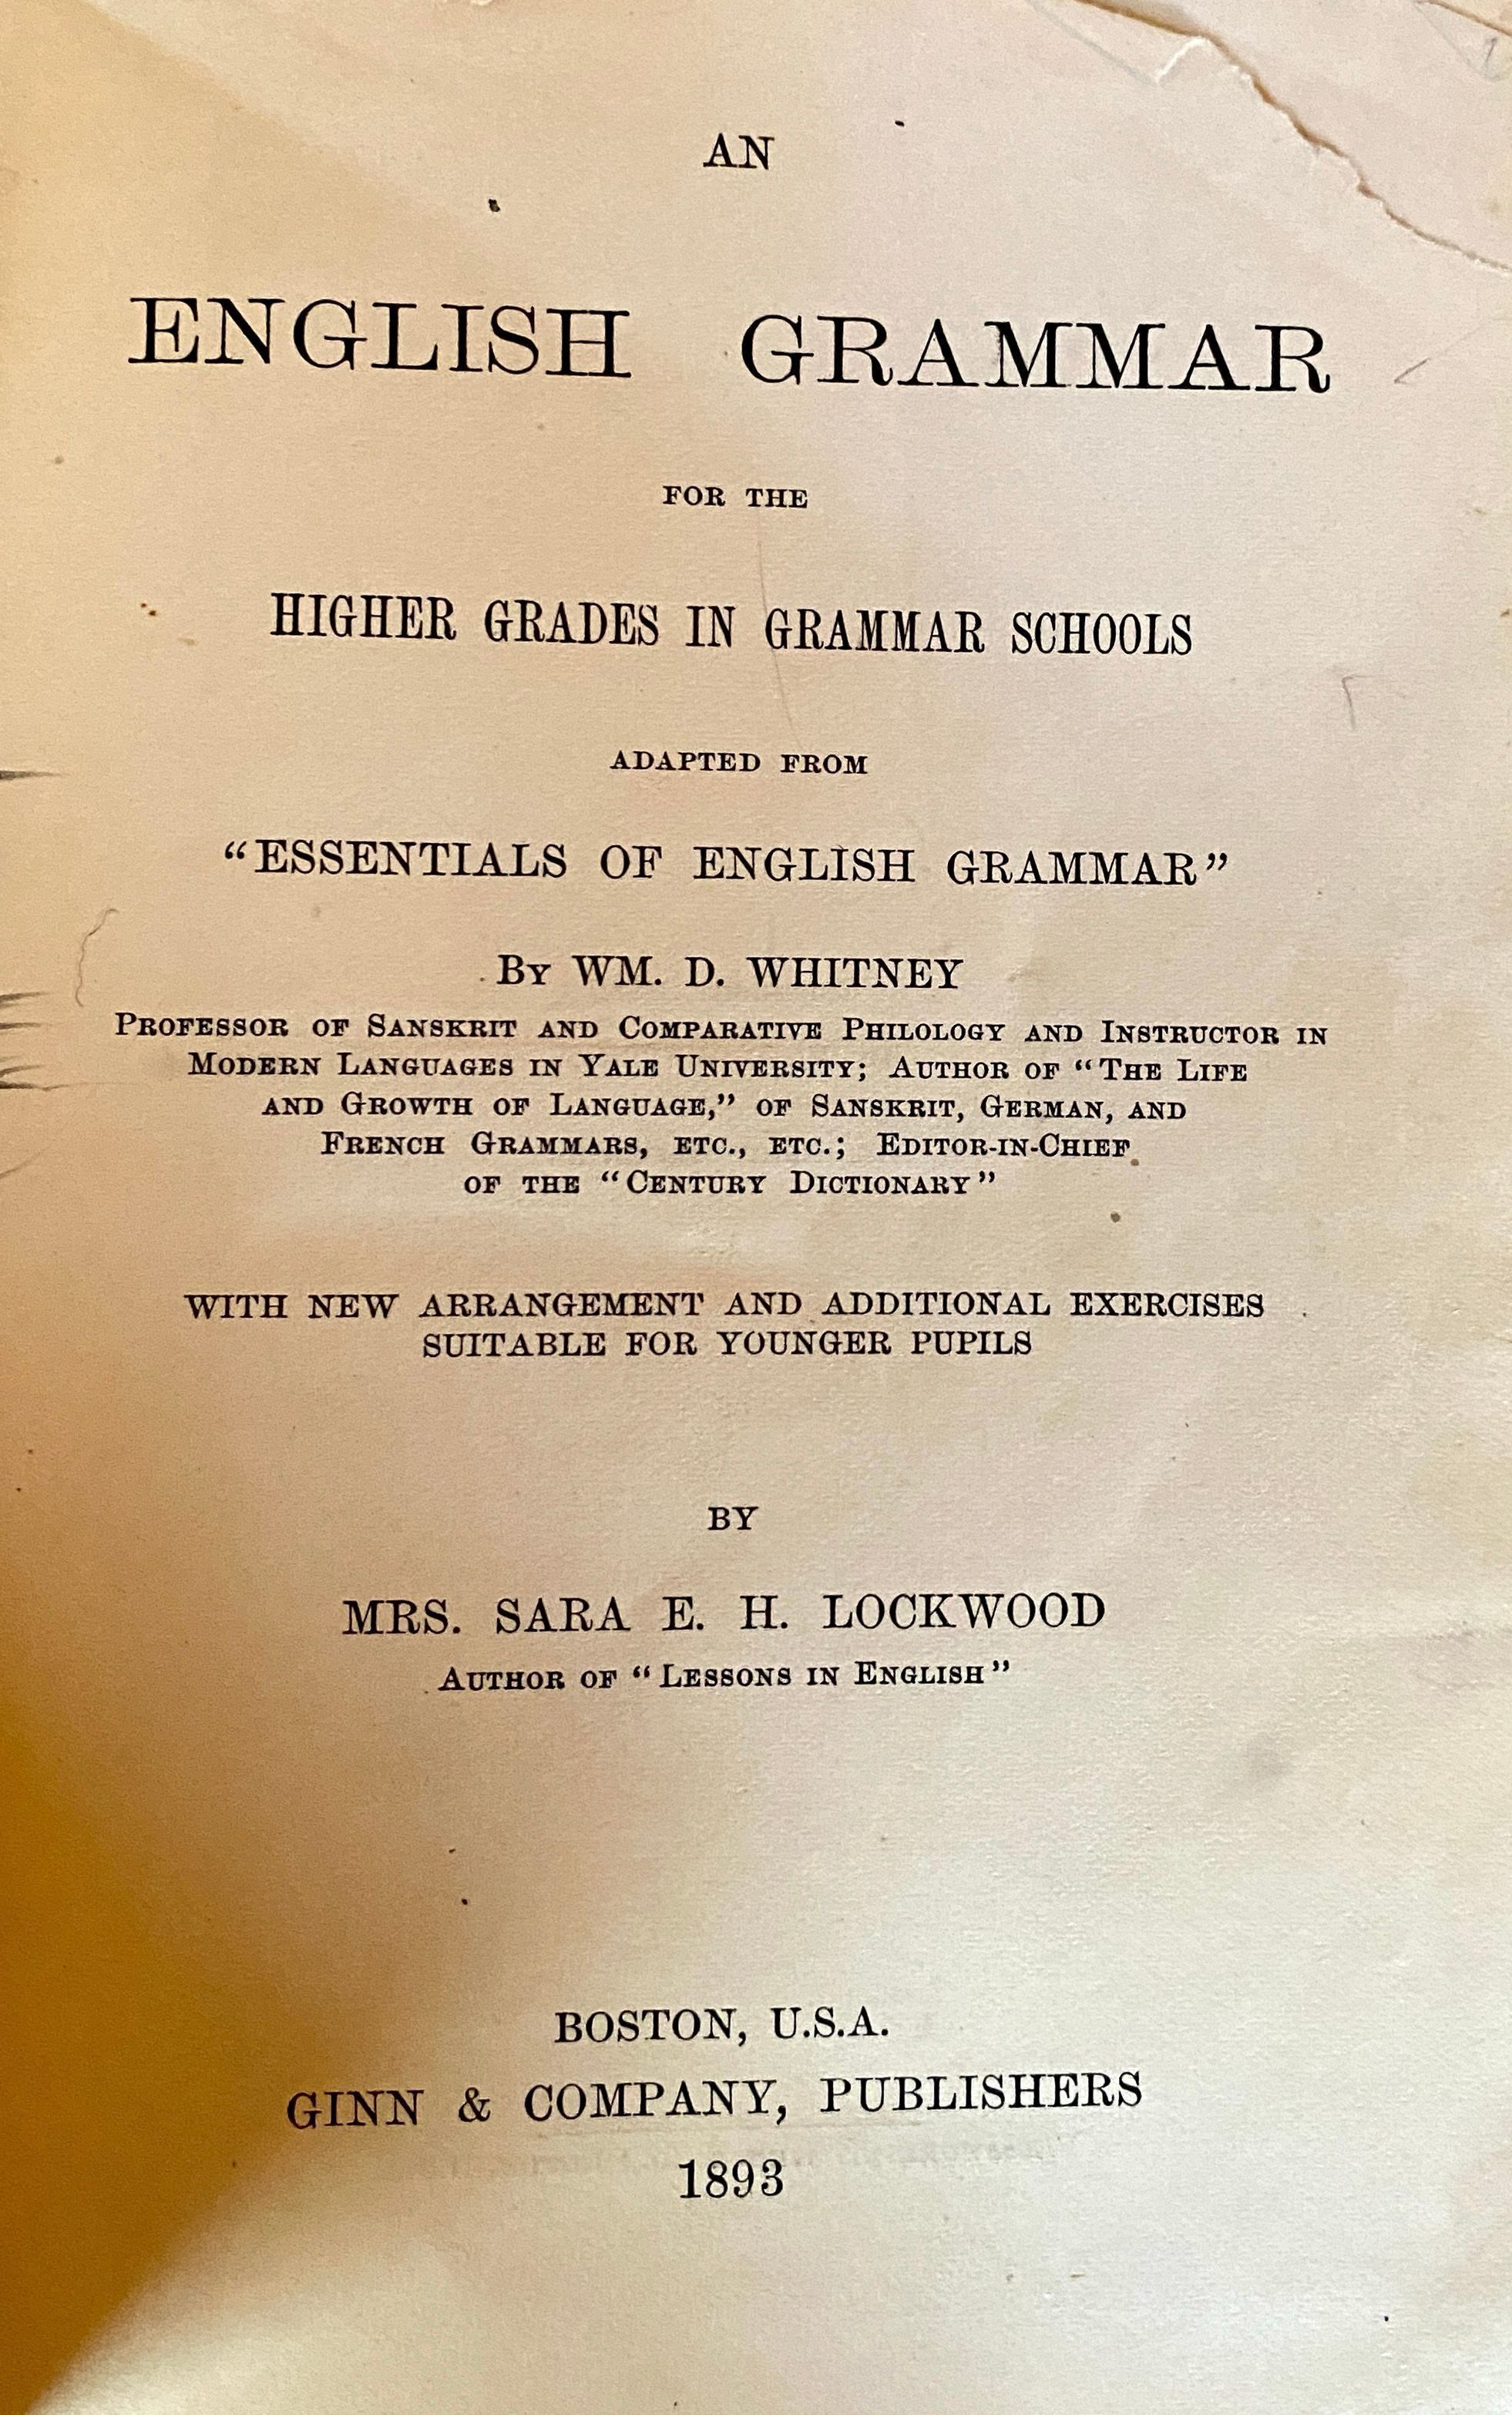 AN
ENGLISH GRAMMAR
FOR THE
HIGHER GRADES IN GRAMMAR SCHOOLS
ADAPTED FROM
“ESSENTIALS OF ENGLISH GRAMMAR”
BY WM. D. WHITNEY
PROFESSOR OF SANSKRIT AND COMPARATIVE PHILOLOGY AND INSTRUCTOR IN
MODERN LANGUAGES IN YALE UNIVERSITY; AUTHOR OF “THE LIFE
AND GROWTH OF LANGUAGE,” OF SANSKRIT, GERMAN, AND
FRENCH GRAMMARS, ETC., ETC.; EDITOR-IN-CHIEF
OF THE “CENTURY DICTIONARY”
WITH NEW ARRANGEMENT AND ADDITIONAL EXERCISES
SUITABLE FOR YOUNGER PUPILS
BY
MRS. SARA E. H. LOCKWOOD
AUTHOR OF “LESSONS IN ENGLISH”
BOSTON, U.S.A.
GINN & COMPANY, PUBLISHERS
1893